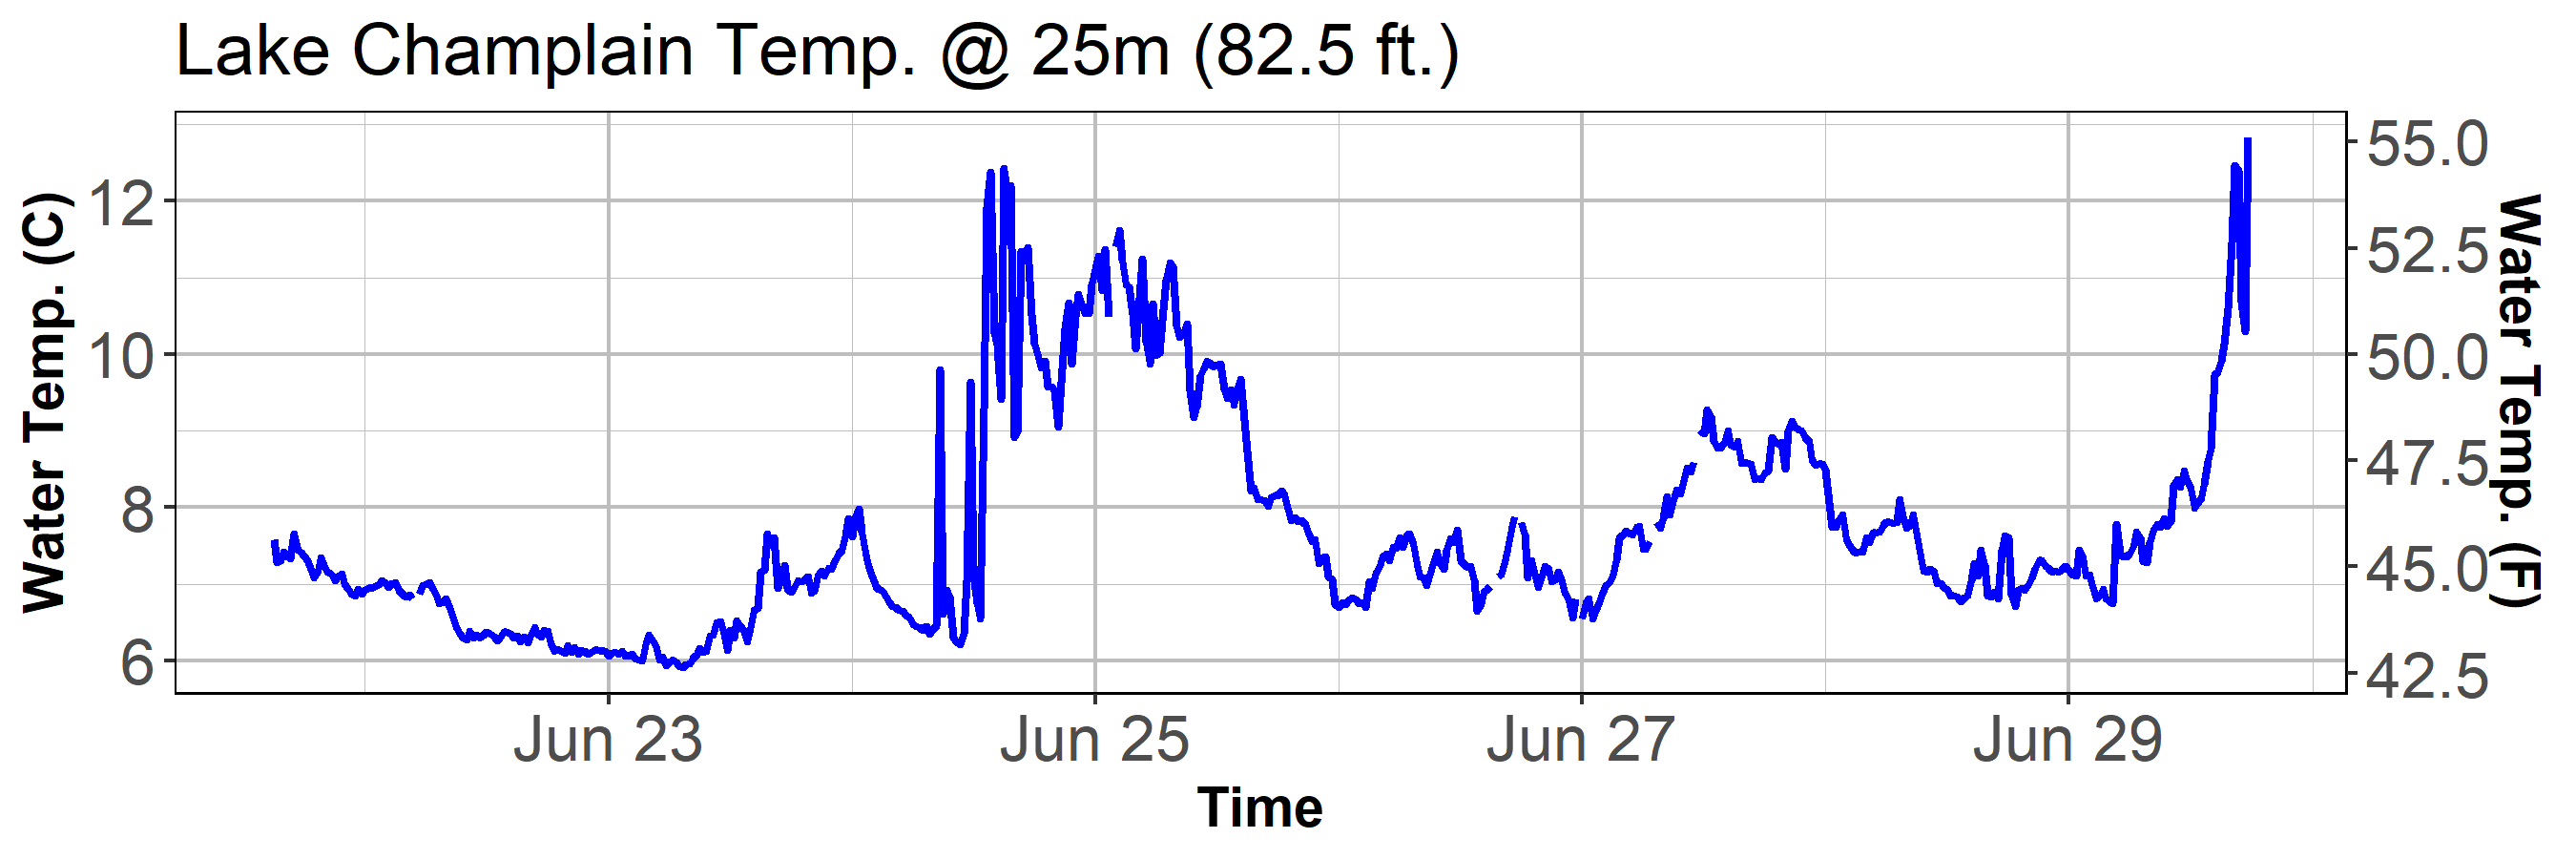 Lake Champlain Temp. @ 25m (82.5 ft.)
Water Temp. (C)
12
10
8
6
55.0
52.5
50.0
47.5
45.0
42.5
Water Temp. (F)
Jun 23
Jun 25
Jun 27
Jun 29
Time